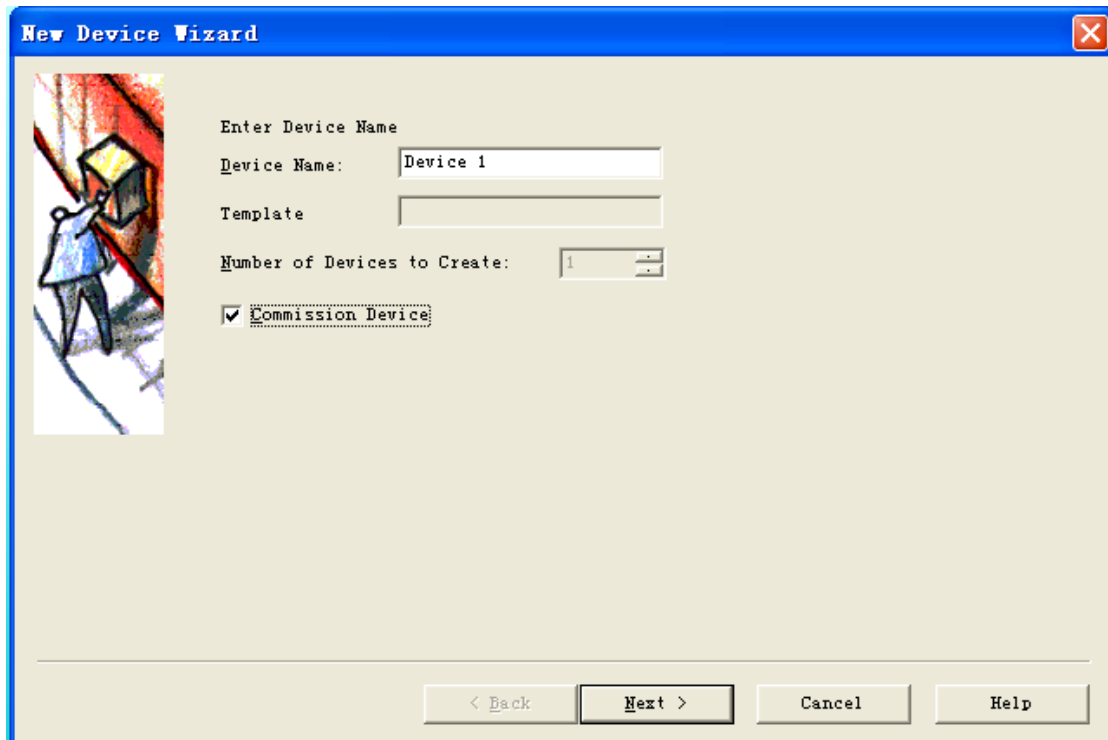 New Device Wizard
Enter Device Name
Device Name: Device 1
Template
Number of Devices to Create: 1
Commission Device
< Back Next > Cancel Help